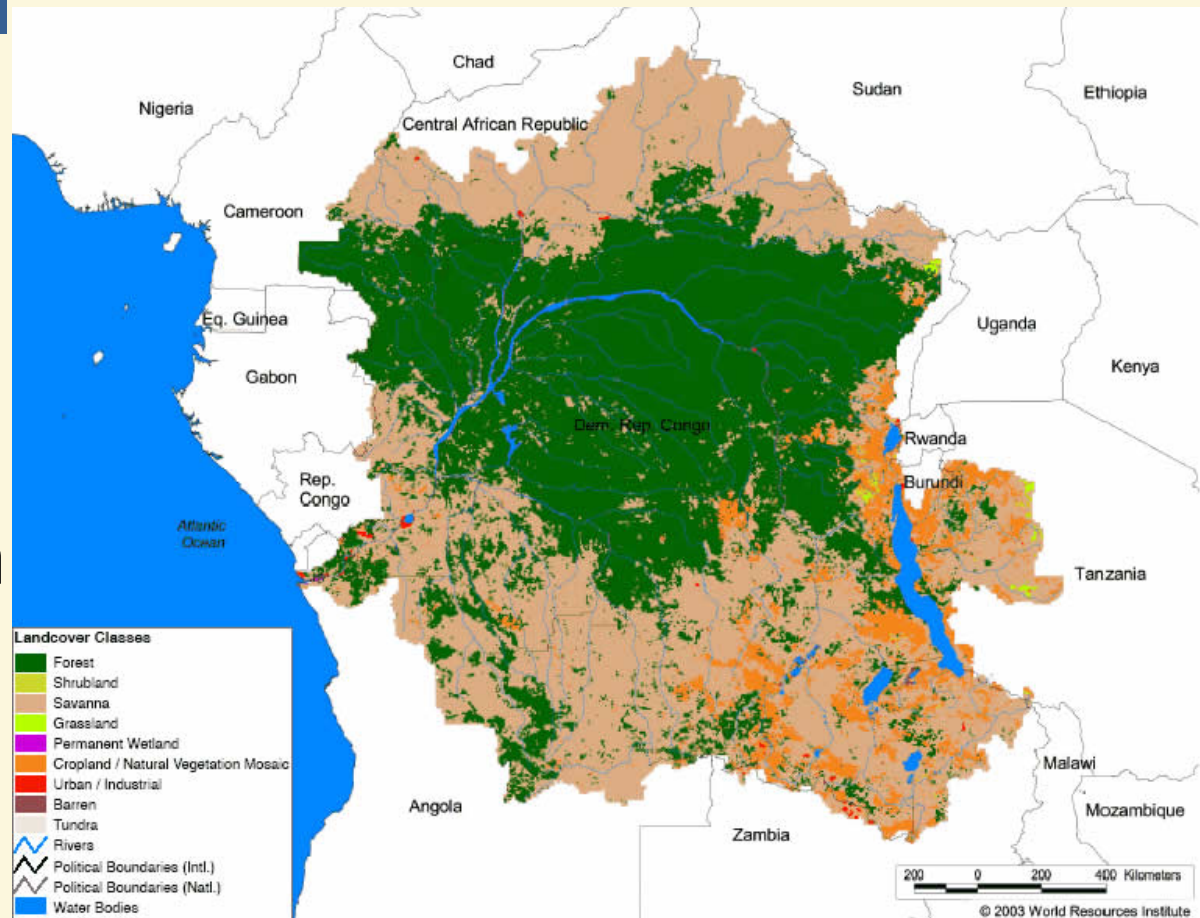 Chad
Sudan
Ethiopia
Nigeria
Central African Republic
Cameroon
Eq. Guinea
Uganda
Gabon
Kenya
Dem. Rep. Congo
Rwanda
Rep.
Congo
Burundi
Atlantic
Ocean
Tanzania
Angola
Zambia
Malawi
Mozambique
Landcover Classes
Forest
Shrubland
Savanna
Grassland
Permanent Wetland
Cropland / Natural Vegetation Mosaic
Urban / Industrial
Barren
Tundra
Rivers
Political Boundaries (Intl.)
Political Boundaries (Natl.)
Water Bodies
200 0 200 400 Kilometers
© 2003 World Resources Institute